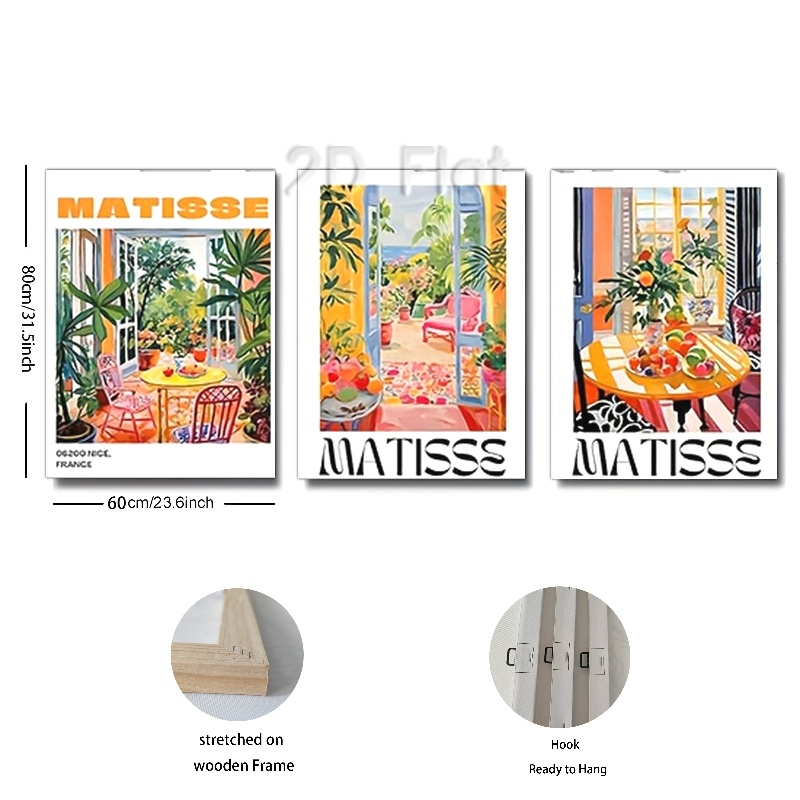 2D Flat
MATISSE
06200 NICE,
FRANCE
MATISSE
MATISSE
80cm/31.5inch
60cm/23.6inch
stretched on
wooden Frame
Hook
Ready to Hang